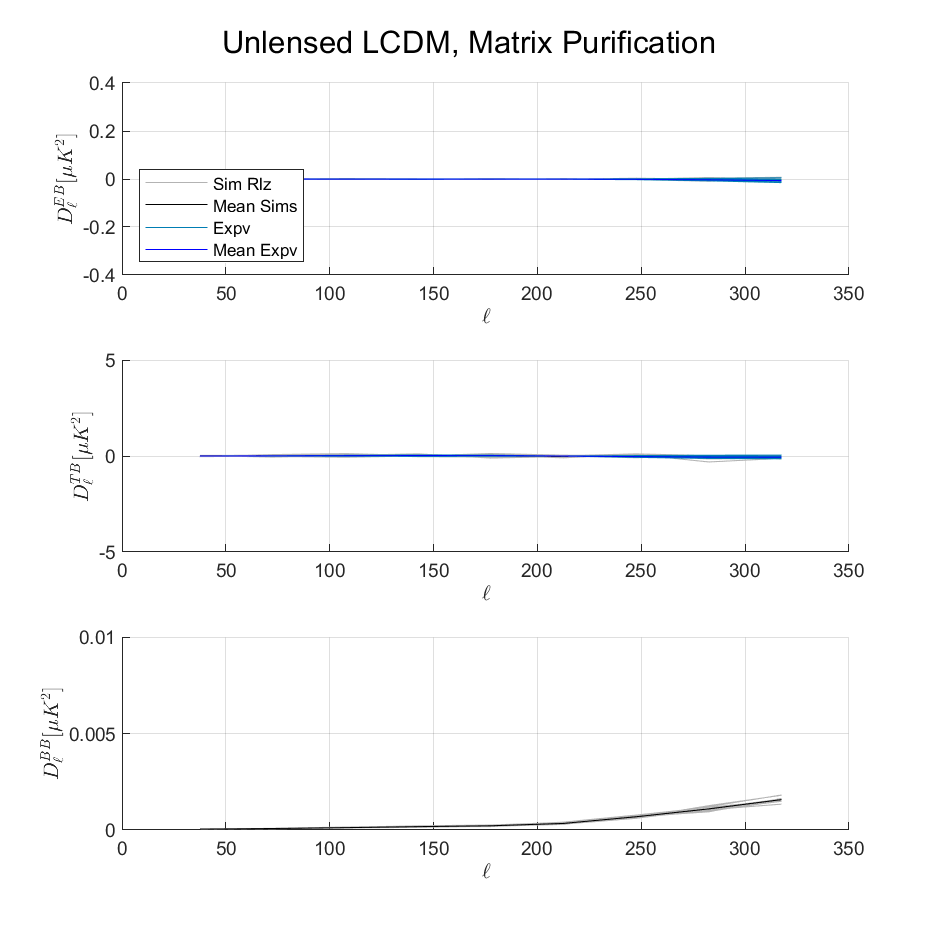 Unlensed LCDM, Matrix Purification
0.4
0.2
0
-0.2
-0.4
D_ℓ^{EB}[μK^2]
Sim Rlz
Mean Sims
Expv
Mean Expv
0 50 100 150 200 250 300 350
ℓ
5
0
-5
D_ℓ^{TB}[μK^2]
0 50 100 150 200 250 300 350
ℓ
0.01
0.005
0
D_ℓ^{BB}[μK^2]
0 50 100 150 200 250 300 350
ℓ